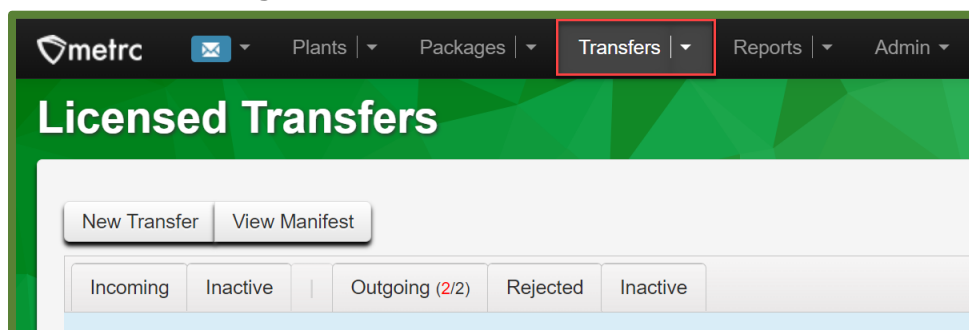 metrc Plants | Packages | Transfers | Reports | Admin
Licensed Transfers
New Transfer View Manifest
Incoming Inactive | Outgoing (2/2) Rejected Inactive